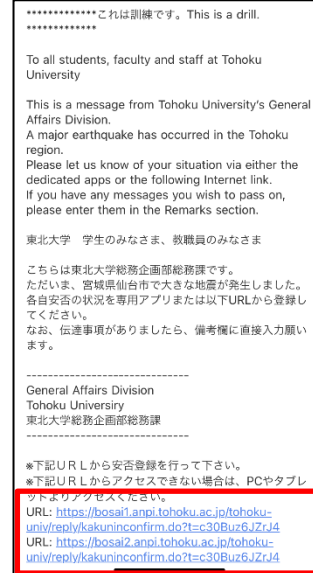 *************これは訓練です。This is a drill.
*************
To all students, faculty and staff at Tohoku
University
This is a message from Tohoku University's General
Affairs Division.
A major earthquake has occurred in the Tohoku
region.
Please let us know of your situation via either the
dedicated apps or the following Internet link.
If you have any messages you wish to pass on,
please enter them in the Remarks section.
東北大学　学生のみなさま、教職員のみなさま
こちらは東北大学総務企画部総務課です。
ただいま、宮城県仙台市で大きな地震が発生しました。
各自安否の状況を専用アプリまたは以下URLから登録し
てください。
なお、伝達事項がありましたら、備考欄に直接入力願い
ます。
------------------------------
General Affairs Division
Tohoku Universiry
東北大学総務企画部総務課
------------------------------
※下記ＵＲＬから安否登録を行って下さい。
※下記ＵＲＬからアクセスできない場合は、PCやタブレ
ットよりアクセスください。
URL: https://bosai1.anpi.tohoku.ac.jp/tohoku-
univ/reply/kakuninconfirm.do?t=c30Buz6JZrJ4
URL: https://bosai2.anpi.tohoku.ac.jp/tohoku-
univ/reply/kakuninconfirm.do?t=c30Buz6JZrJ4